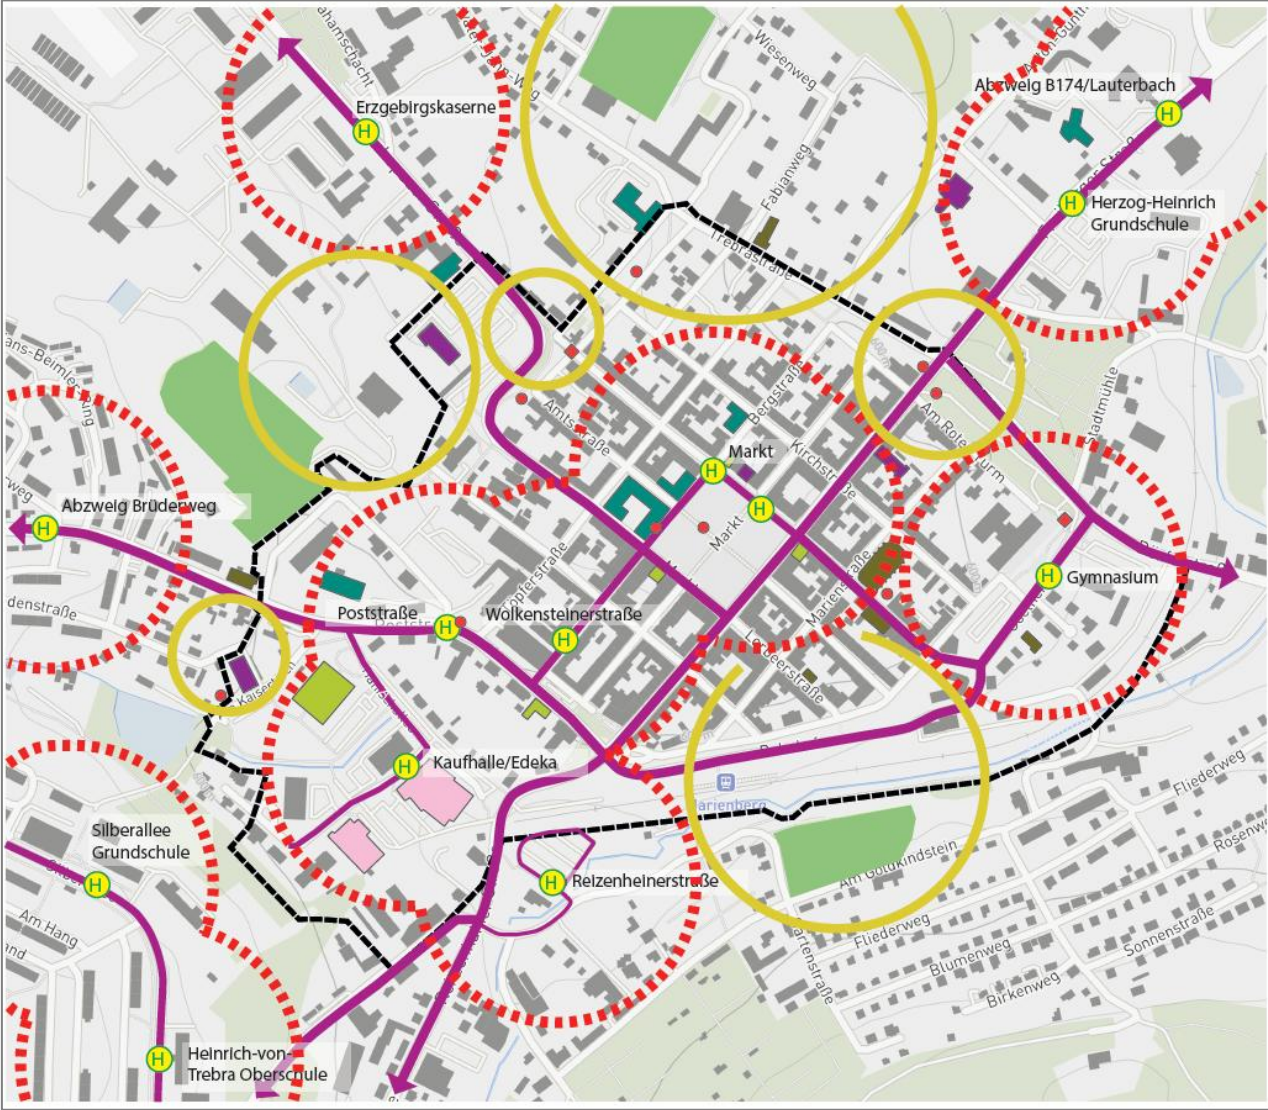 Wiesenweg
Abzweig B174/Lauterbach
H
Erzgebirgskaserne
H
Fabianweg
H
Herzog-Heinrich
Grundschule
Trebrastraße
Stadtmühle
Bergstraße
Amtsstraße
Am Roten Turm
Kirchstraße
Markt
H
Abzweig Brüderweg
H
H
Markt
Gymnasium
H
Marienstraße
Poststraße
H
Wolkensteinerstraße
H
Lorbeerstraße
Kaufhalle/Edeka
H
Marienberg
Fliederweg
Silberallee
Grundschule
H
Am Goldkindstein
Reizenheinerstraße
H
Am Hang
Fliederweg
Blumenweg
Sonnenstraße
Birkenweg
Heinrich-von-
Trebra Oberschule
H